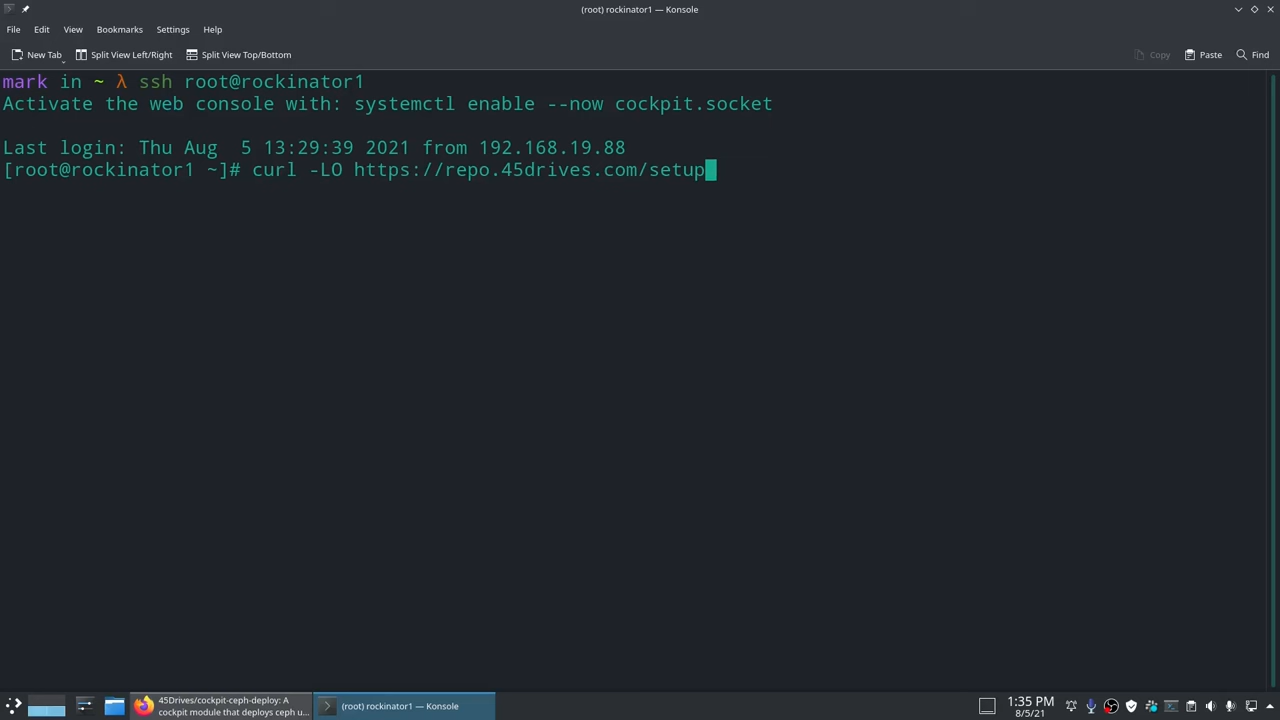 (root) rockinator1 — Konsole
File Edit View Bookmarks Settings Help
New Tab Split View Left/Right Split View Top/Bottom Copy Paste Find
mark in ~ λ ssh root@rockinator1
Activate the web console with: systemctl enable --now cockpit.socket
Last login: Thu Aug  5 13:29:39 2021 from 192.168.19.88
[root@rockinator1 ~]# curl -LO https://repo.45drives.com/setup
45Drives/cockpit-ceph-deploy: A
cockpit module that deploys ceph u...
(root) rockinator1 — Konsole
1:35 PM
8/5/21